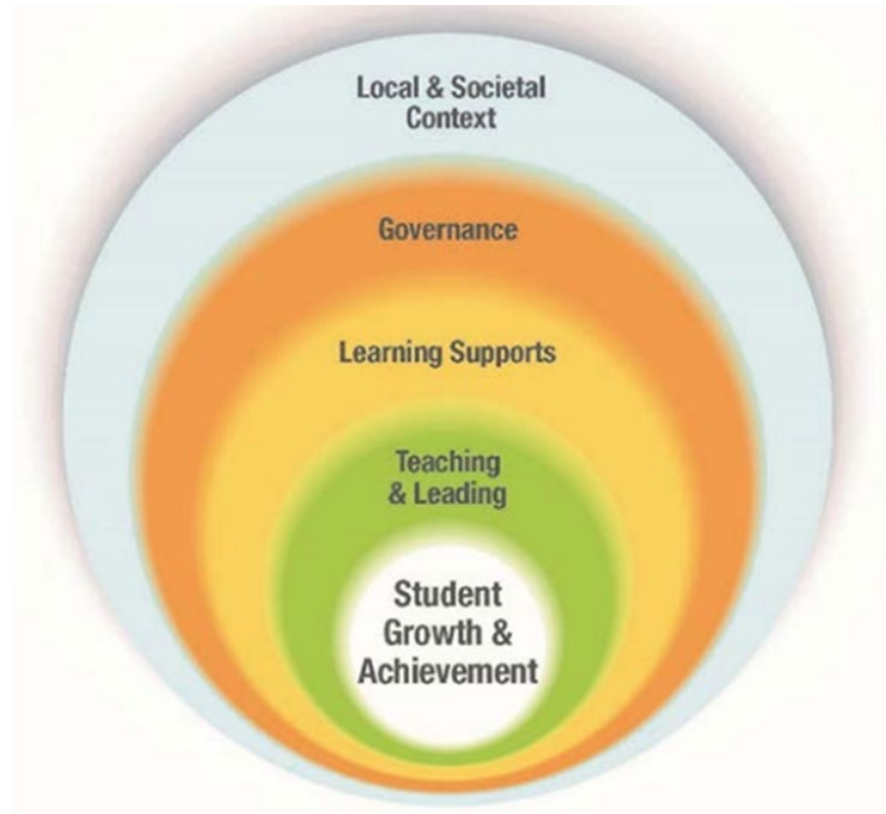 Local & Societal
Context
Governance
Learning Supports
Teaching
& Leading
Student
Growth &
Achievement